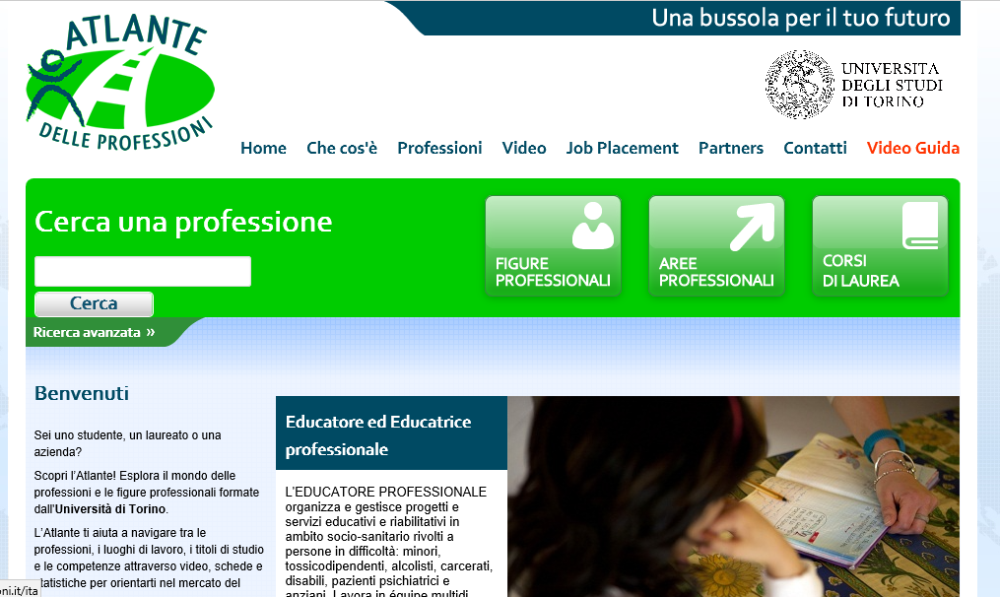 ATLANTE
DELLE PROFESSIONI
Una bussola per il tuo futuro
UNIVERSITA
DEGLI STUDI
DI TORINO
Home Che cos'è Professioni Video Job Placement Partners Contatti Video Guida
Cerca una professione
Cerca
Ricerca avanzata »
FIGURE
PROFESSIONALI
AREE
PROFESSIONALI
CORSI
DI LAUREA
Benvenuti
Sei uno studente, un laureato o una
azienda?
Scopri l'Atlante! Esplora il mondo delle
professioni e le figure professionali formate
dall'Università di Torino.
L'Atlante ti aiuta a navigare tra le
professioni, i luoghi di lavoro, i titoli di studio
e le competenze attraverso video, schede e
statistiche per orientarti nel mercato del
Educatore ed Educatrice
professionale
L'EDUCATORE PROFESSIONALE
organizza e gestisce progetti e
servizi educativi e riabilitativi in
ambito socio-sanitario rivolti a
persone in difficoltà: minori,
tossicodipendenti, alcolisti, carcerati,
disabili, pazienti psichiatrici e
anziani. Lavora in équipe multidi
oni.it/ita